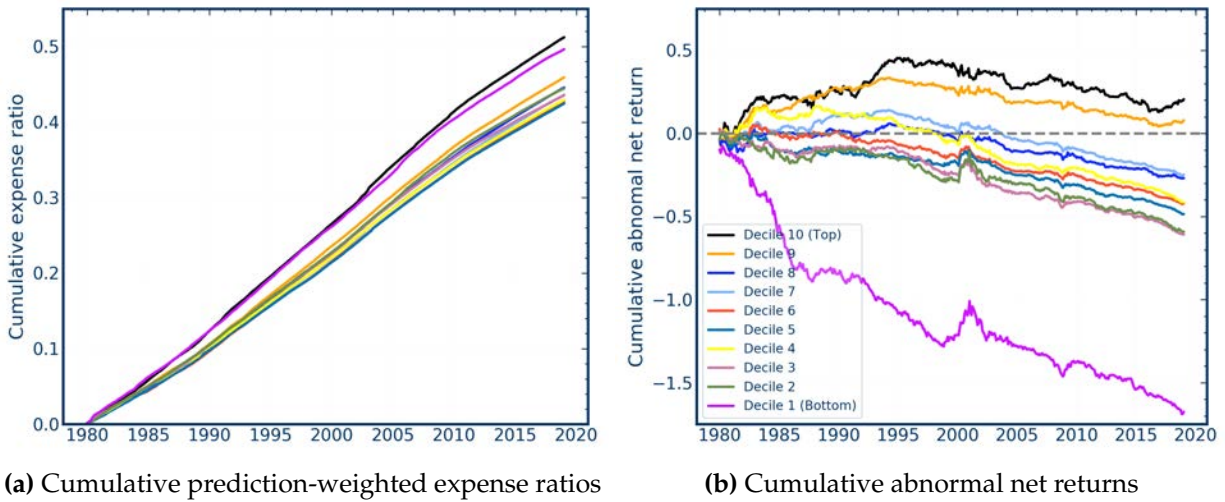 Cumulative expense ratio
0.5
0.4
0.3
0.2
0.1
0.0
1980 1985 1990 1995 2000 2005 2010 2015 2020
(a) Cumulative prediction-weighted expense ratios
Cumulative abnomal net return
0.5
0.0
−0.5
−1.0
−1.5
Decile 10 (Top)
Decile 9
Decile 8
Decile 7
Decile 6
Decile 5
Decile 4
Decile 3
Decile 2
Decile 1 (Bottom)
1980 1985 1990 1995 2000 2005 2010 2015 2020
(b) Cumulative abnormal net returns